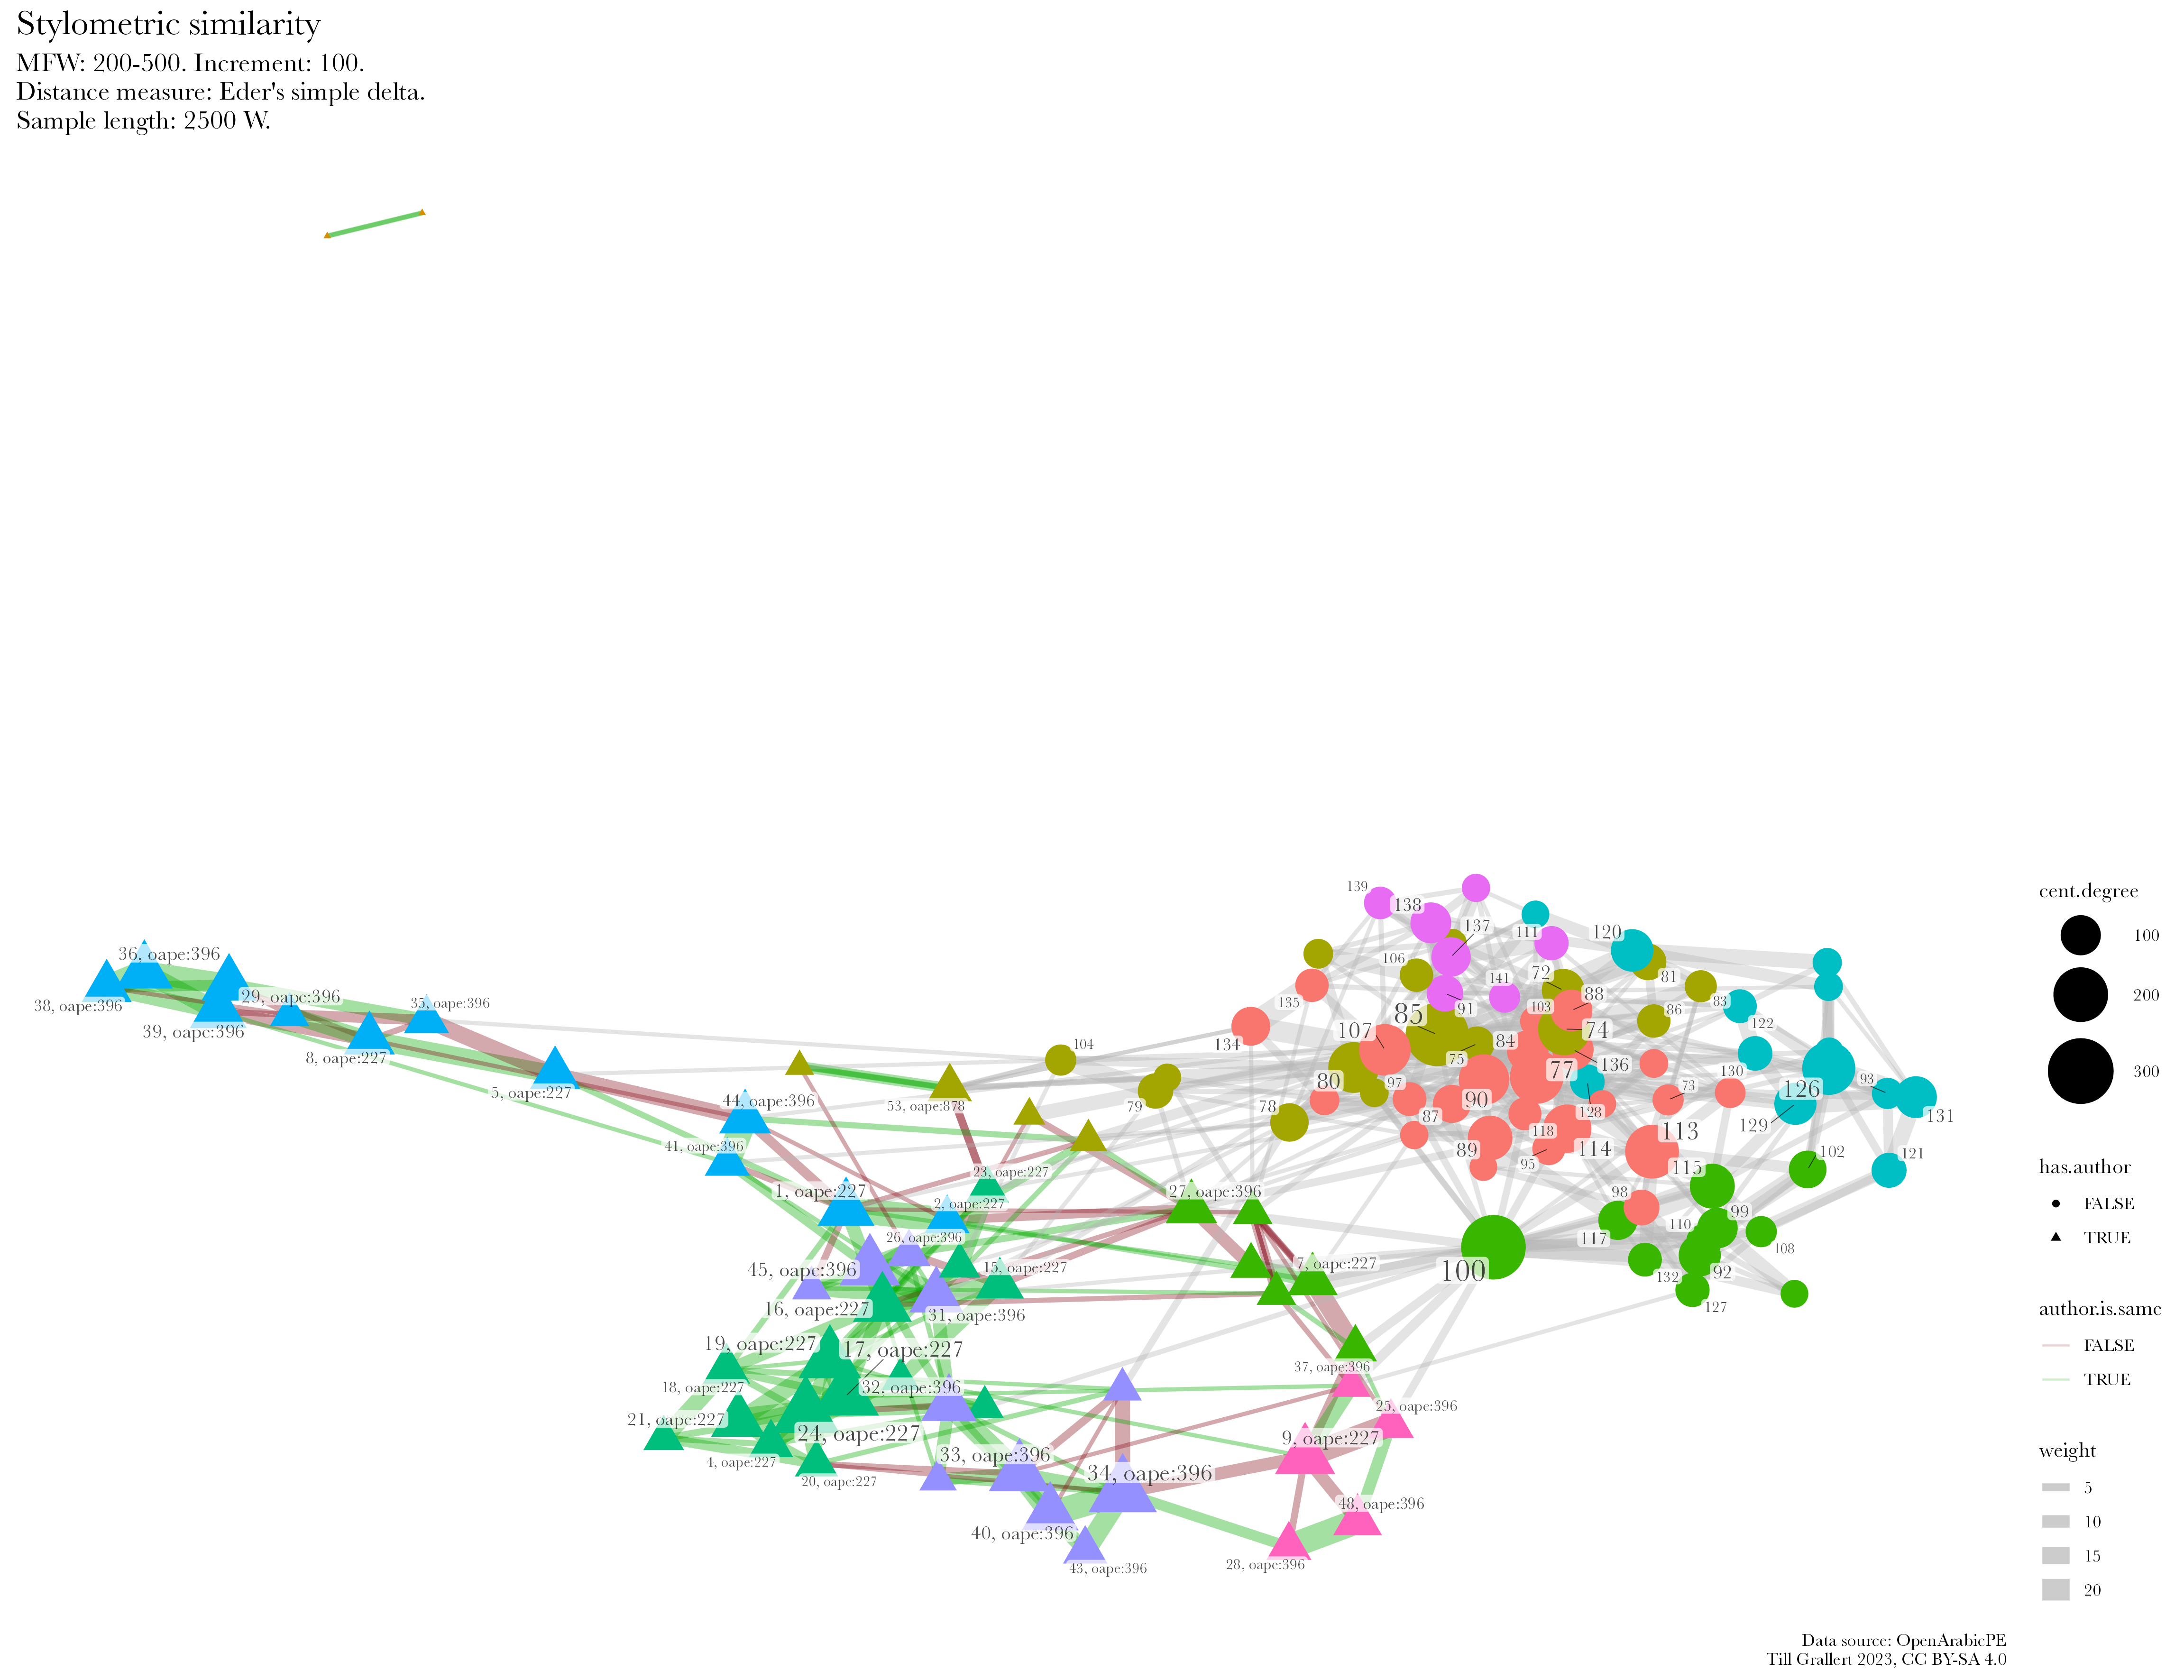 Stylometric similarity
MFW: 200-500. Increment: 100.
Distance measure: Eder's simple delta.
Sample length: 2500 W.
139
138
137
111
120
36, oape:396
106
141
72
81
38, oape:396
29, oape:396
35, oape:396
39, oape:396
135
85
91
103
88
83
86
122
107
74
134
84
8, oape:227
104
75
136
77
5, oape:227
80
97
130
93
126
44, oape:396
53, oape:878
79
78
87
90
128
129
131
118
113
41, oape:396
89
95
114
115
102
121
23, oape:227
1, oape:227
2, oape:227
27, oape:396
98
99
110
26, oape:396
117
108
45, oape:396
15, oape:227
7, oape:227
100
132
92
16, oape:227
31, oape:396
127
19, oape:227
17, oape:227
37, oape:396
18, oape:227
32, oape:396
25, oape:396
21, oape:227
24, oape:227
9, oape:227
33, oape:396
4, oape:227
34, oape:396
20, oape:227
48, oape:396
40, oape:396
43, oape:396
28, oape:396
cent.degree
100
200
300
has.author
FALSE
TRUE
author.is.same
FALSE
TRUE
weight
5
10
15
20
73
Data source: OpenArabicPE
Till Grallert 2023, CC BY-SA 4.0